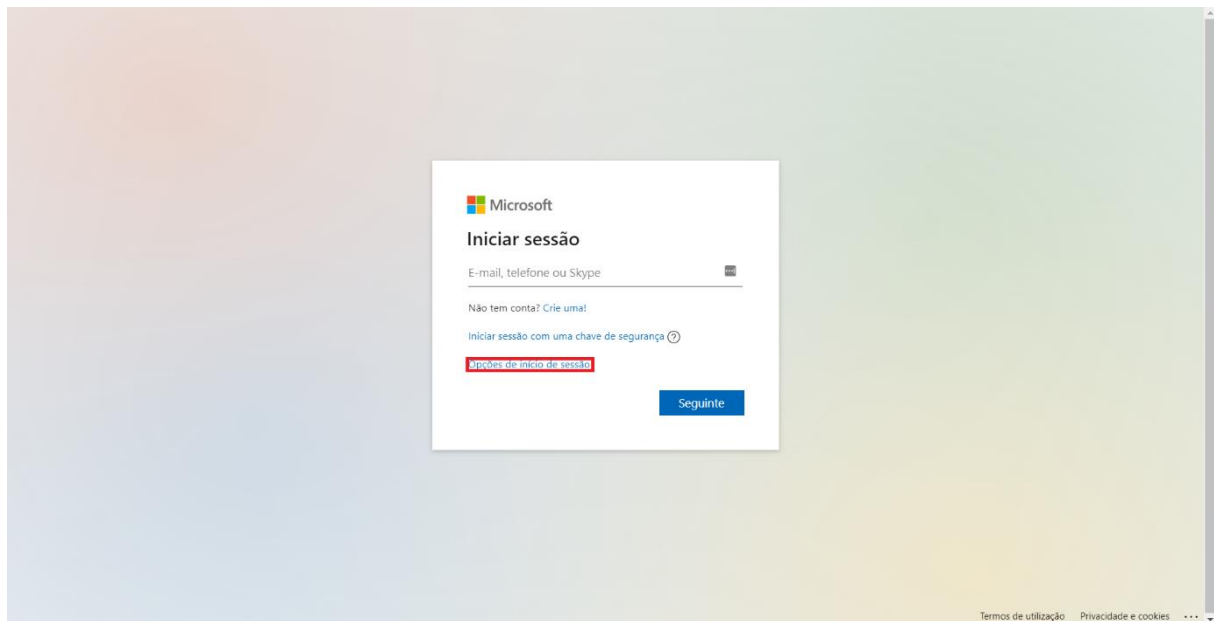 Microsoft
Iniciar sessão
E-mail, telefone ou Skype
Não tem conta? Crie uma!
Iniciar sessão com uma chave de segurança
Opções de início de sessão
Seguinte
Termos de utilização Privacidade e cookies ...